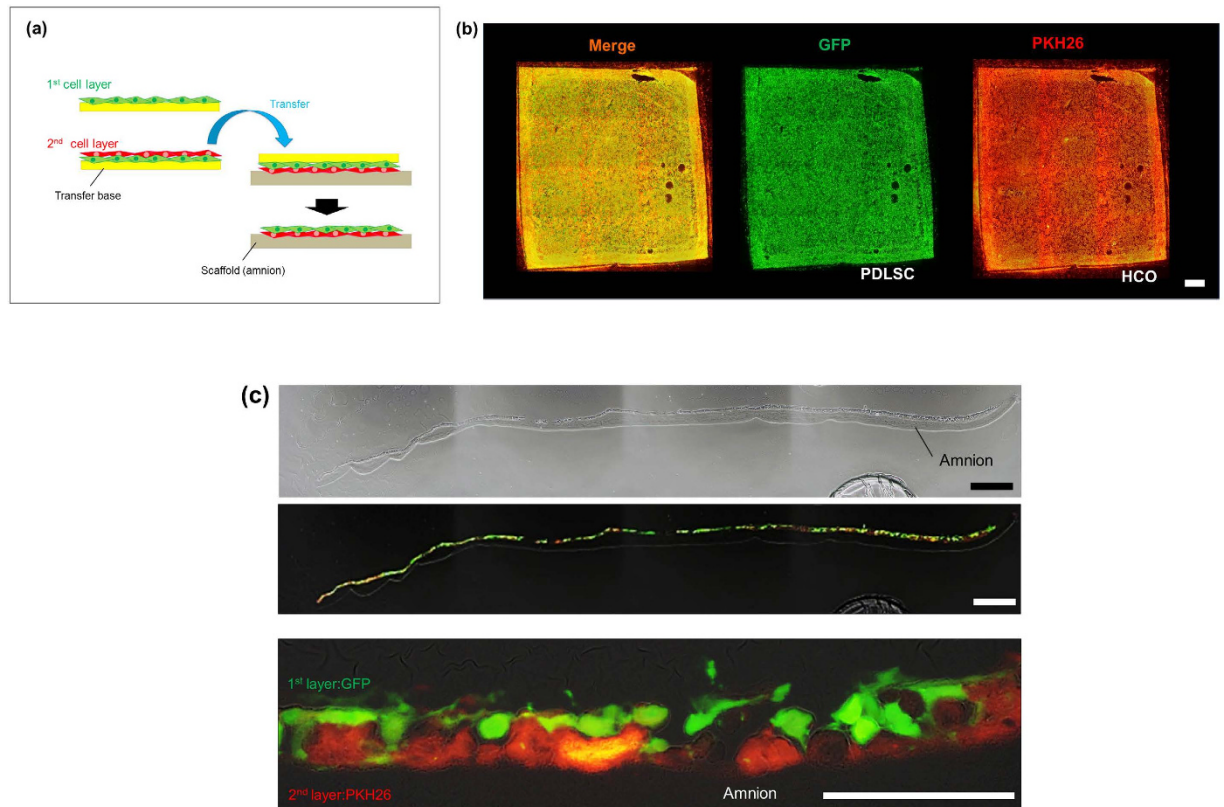 (a)
1st cell layer
Transfer
2nd cell layer
Transfer base
Scaffold (amnion)
(b)
Merge
GFP
PKH26
PDLSC
HCO
(c)
Amnion
1st layer:GFP
2nd layer:PKH26
Amnion